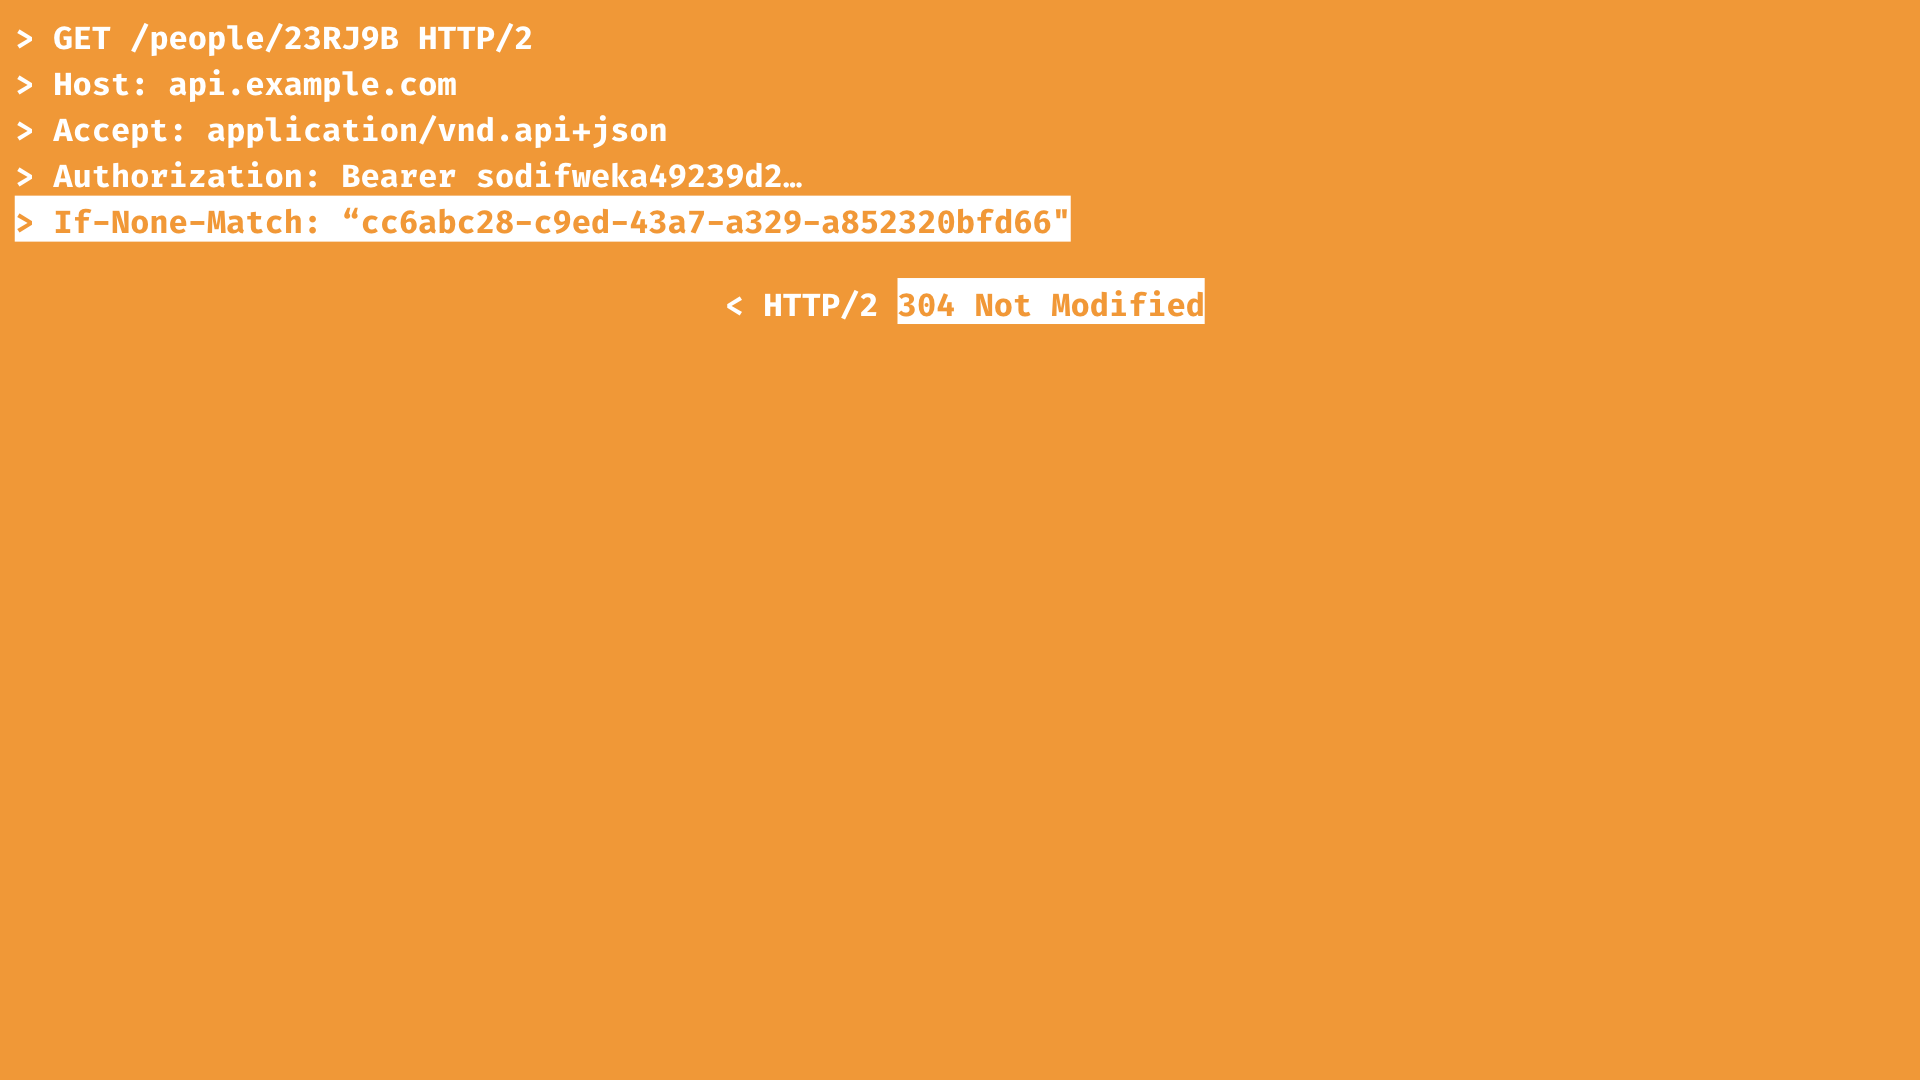 > GET /people/23RJ9B HTTP/2
> Host: api.example.com
> Accept: application/vnd.api+json
> Authorization: Bearer sodifweka49239d2…
> If-None-Match: “cc6abc28-c9ed-43a7-a329-a852320bfd66"
< HTTP/2 304 Not Modified